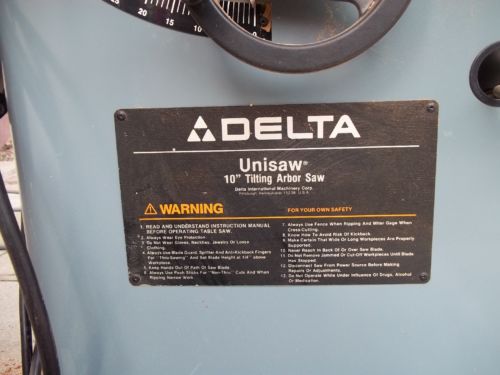 25
20
15
10
DELTA
Unisaw®
10" Tilting Arbor Saw
Delta International Machinery Corp.
Pittsburgh, Pennsylvania 15238 U.S.A.
WARNING
FOR YOUR OWN SAFETY
1. READ AND UNDERSTAND INSTRUCTION MANUAL
BEFORE OPERATING TABLE SAW.
2. Always Wear Eye Protection.
3. Do Not Wear Gloves, Neckties, Jewelry Or Loose
Clothing.
4. Always Use Blade Guard, Splitter And Anti-Kickback Fingers
For "Thru-Sawing" And Set Blade Height at 1/4" above
Workpiece.
5. Keep Hands Out Of Path Of Saw Blade
6. Always Use Push Sticks For "Non-Thru" Cuts And When
Ripping Narrow Work
7. Always Use Fence When Ripping And Miter Gage When
Cross-Cutting.
8. Know How To Avoid Risk Of Kickback
9. Make Certain That Wide Or Long Workpieces Are Properly
Supported.
10. Never Reach In Back Of Or Over Saw Blade.
11. Do Not Remove Jammed Or Cut-Off Workpieces Until Blade
Has Stopped.
12. Disconnect Saw From Power Source Before Making
Repairs Or Adjustments.
13. Do Not Operate While Under Influence Of Drugs, Alcohol
Or Medication.